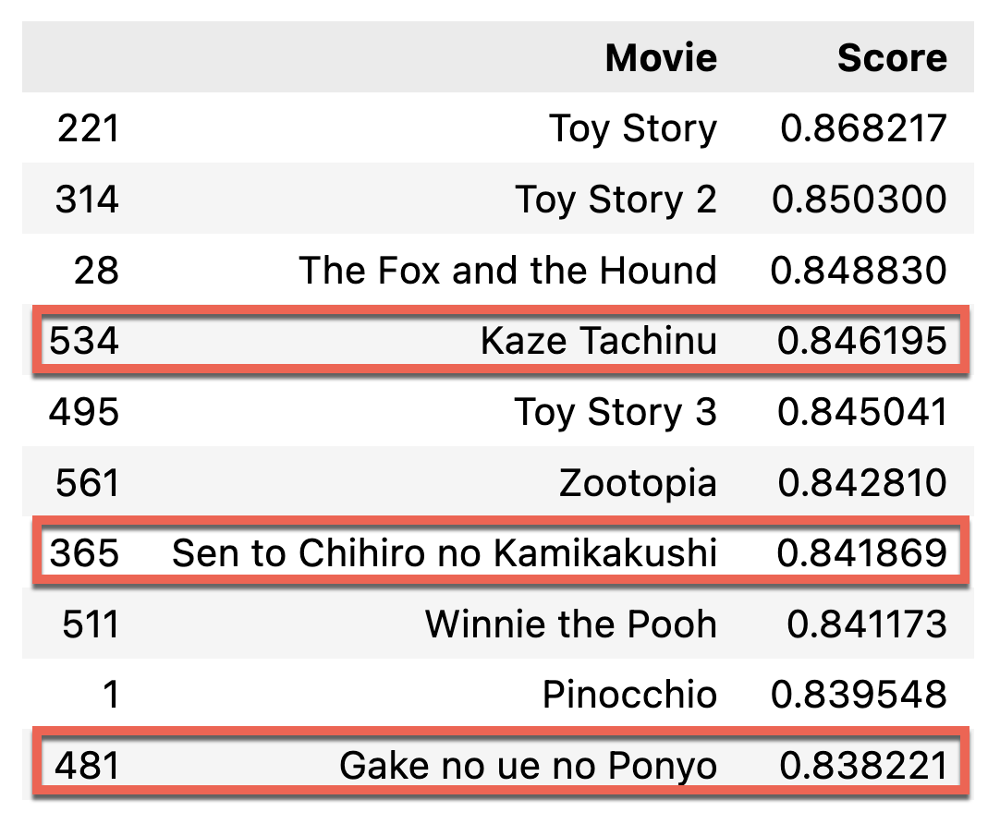 Movie Score
221 Toy Story 0.868217
314 Toy Story 2 0.850300
28 The Fox and the Hound 0.848830
534 Kaze Tachinu 0.846195
495 Toy Story 3 0.845041
561 Zootopia 0.842810
365 Sen to Chihiro no Kamikakushi 0.841869
511 Winnie the Pooh 0.841173
1 Pinocchio 0.839548
481 Gake no ue no Ponyo 0.838221